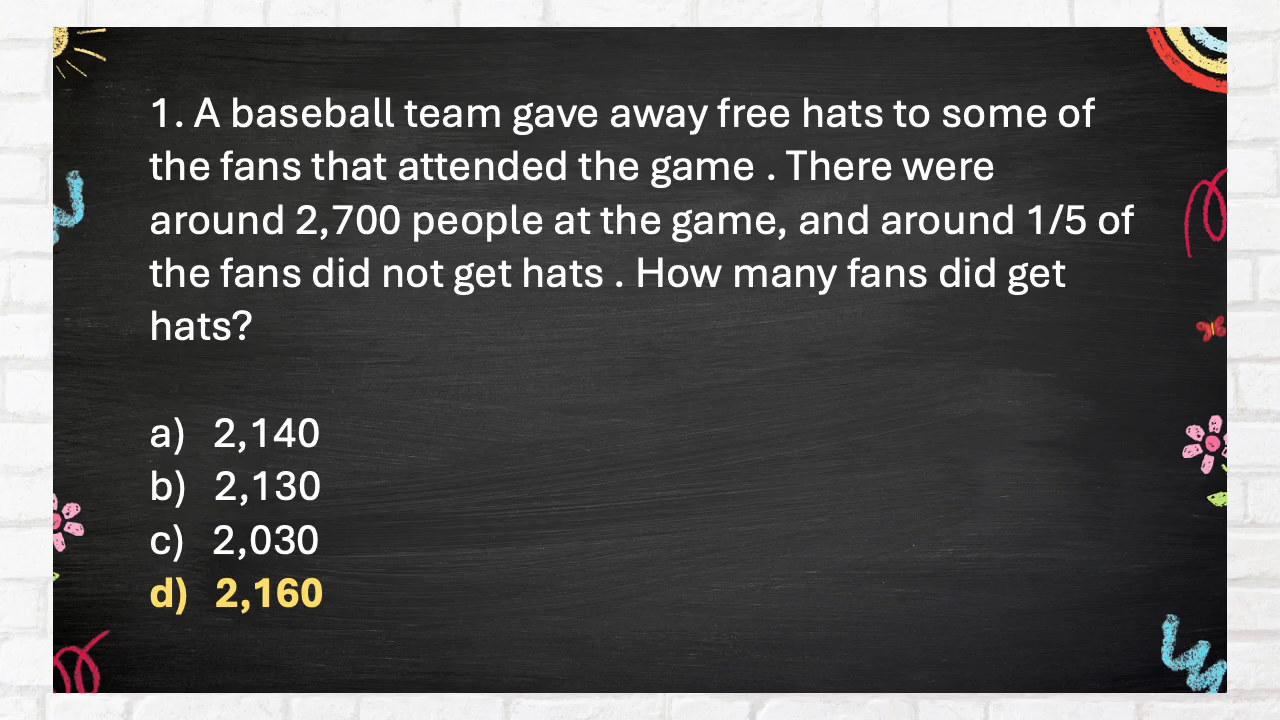 1. A baseball team gave away free hats to some of
the fans that attended the game . There were
around 2,700 people at the game, and around 1/5 of
the fans did not get hats . How many fans did get
hats?
a) 2,140
b) 2,130
c) 2,030
d) 2,160